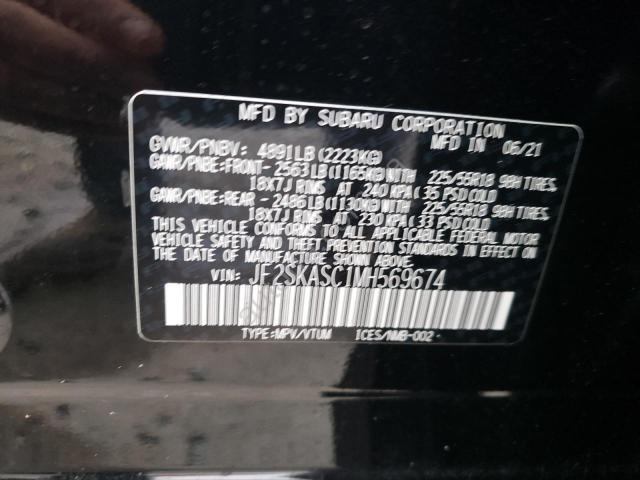 MFD BY SUBARU CORPORATION
MFD IN 06/21
GVWR/PNBV: 4891LB(2223KG)
GAWR/PNBE:FRONT-2563LB(1165KG)WITH 225/55R18 98H TIRES.
18X7J RIMS AT 240 KPA(35 PSI)COLD
GAWR/PNBE:REAR -2486LB(1130KG)WITH 225/55R18 98H TIRES.
18X7J RIMS AT 230 KPA(33 PSI)COLD
THIS VEHICLE CONFORMS TO ALL APPLICABLE FEDERAL MOTOR
VEHICLE SAFETY AND THEFT PREVENTION STANDARDS IN EFFECT
ON THE DATE OF MANUFACTURE SHOWN ABOVE.
VIN: JF2SKASC1MH569674
TYPE:MPV/VTUM ICES/NMB-002